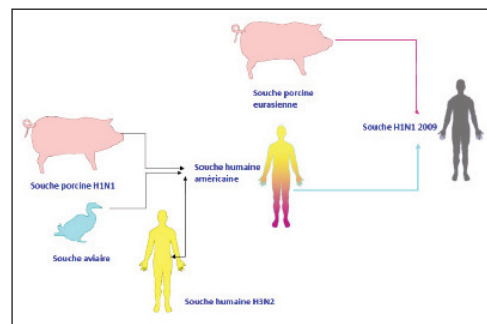 Souche porcine
eurasienne
Souche H1N1 2009
Souche humaine
américaine
Souche porcine H1N1
Souche aviaire
Souche humaine H3N2